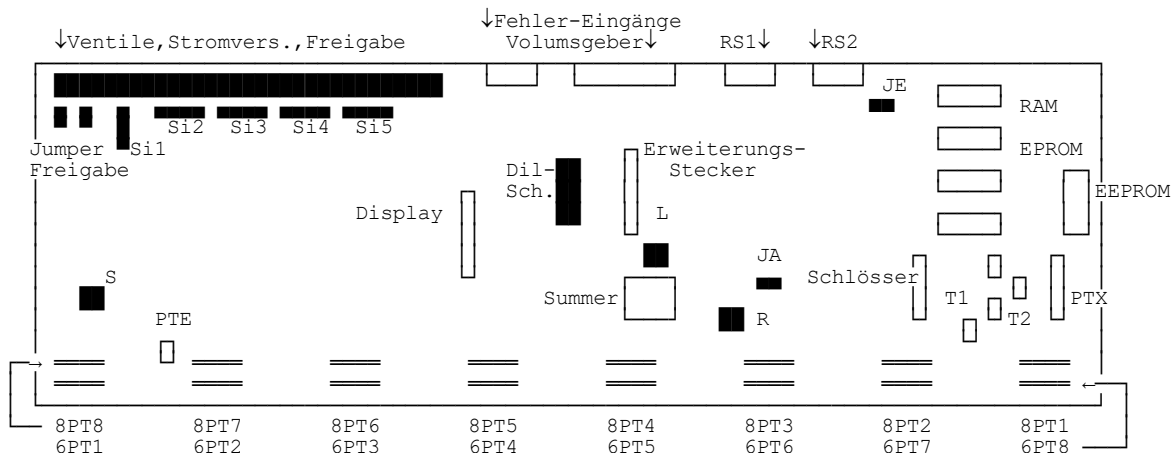 ↓Fehler-Eingänge
↓Ventile,Stromvers.,Freigabe Volumsgeber↓ RS1↓ ↓RS2
JE
RAM
Si2 Si3 Si4 Si5
Jumper Si1 Erweiterungs- EPROM
Freigabe Dil- Stecker
Sch. EEPROM
Display L
S JA Schlösser
Summer T1 PTX
PTE R T2
8PT8 8PT7 8PT6 8PT5 8PT4 8PT3 8PT2 8PT1
6PT1 6PT2 6PT3 6PT4 6PT5 6PT6 6PT7 6PT8